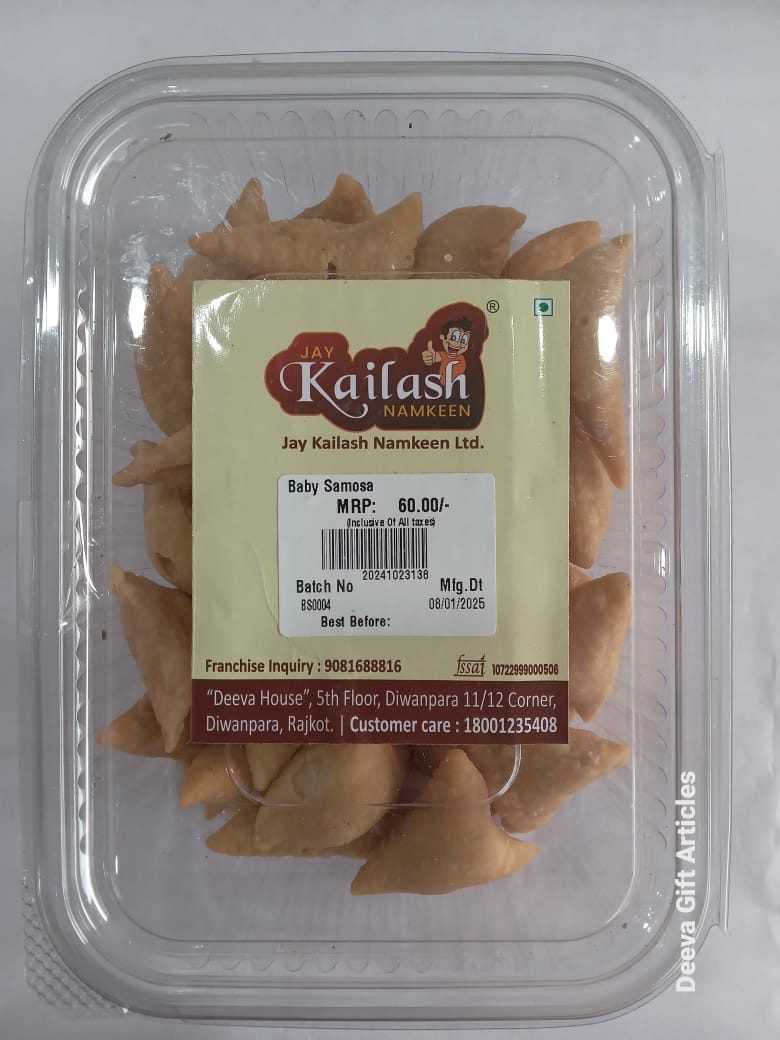 ®
JAY
Kailash
NAMKEEN
Jay Kailash Namkeen Ltd.
Baby Samosa
MRP: 60.00/-
(Inclusive Of All taxes)
20241023138
Batch No Mfg.Dt
BS0004 08/01/2025
Best Before:
Franchise Inquiry : 9081688816 fssai 10722999000506
“Deeva House”, 5th Floor, Diwanpara 11/12 Corner,
Diwanpara, Rajkot. | Customer care : 18001235408
Deeva Gift Articles